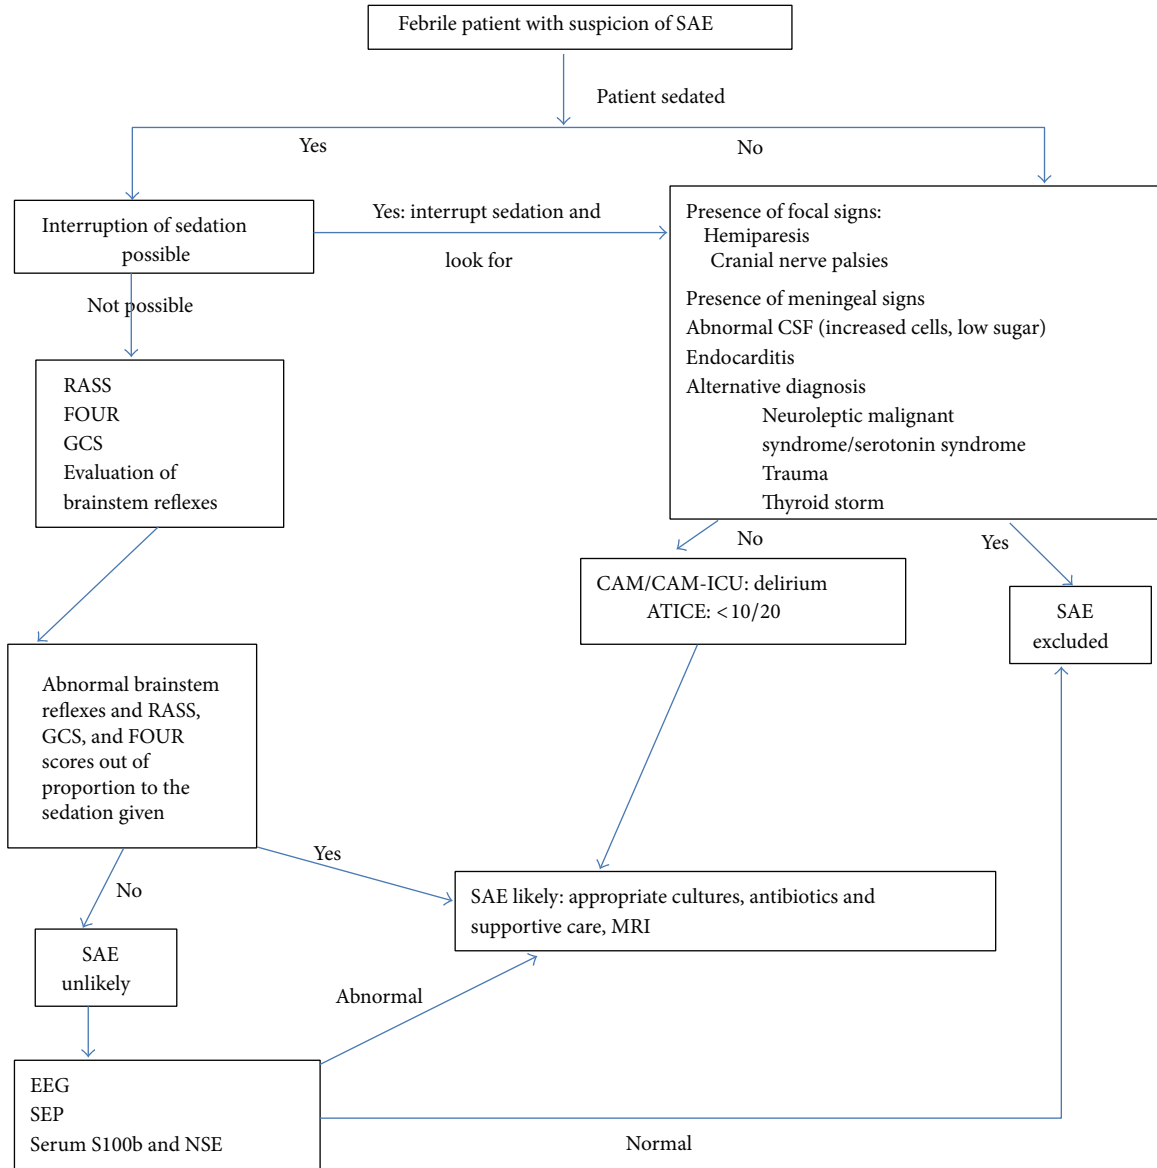 Febrile patient with suspicion of SAE
Patient sedated
Yes
No
Interruption of sedation
possible
Yes: interrupt sedation and
look for
Presence of focal signs:
Hemiparesis
Cranial nerve palsies
Presence of meningeal signs
Abnormal CSF (increased cells, low sugar)
Endocarditis
Alternative diagnosis
Neuroleptic malignant
syndrome/serotonin syndrome
Trauma
Thyroid storm
Not possible
RASS
FOUR
GCS
Evaluation of
brainstem reflexes
No
Yes
CAM/CAM-ICU: delirium
ATICE: <10/20
SAE
excluded
Abnormal brainstem
reflexes and RASS,
GCS, and FOUR
scores out of
proportion to the
sedation given
Yes
No
SAE likely: appropriate cultures, antibiotics and
supportive care, MRI
SAE
unlikely
Abnormal
EEG
SEP
Serum S100b and NSE
Normal